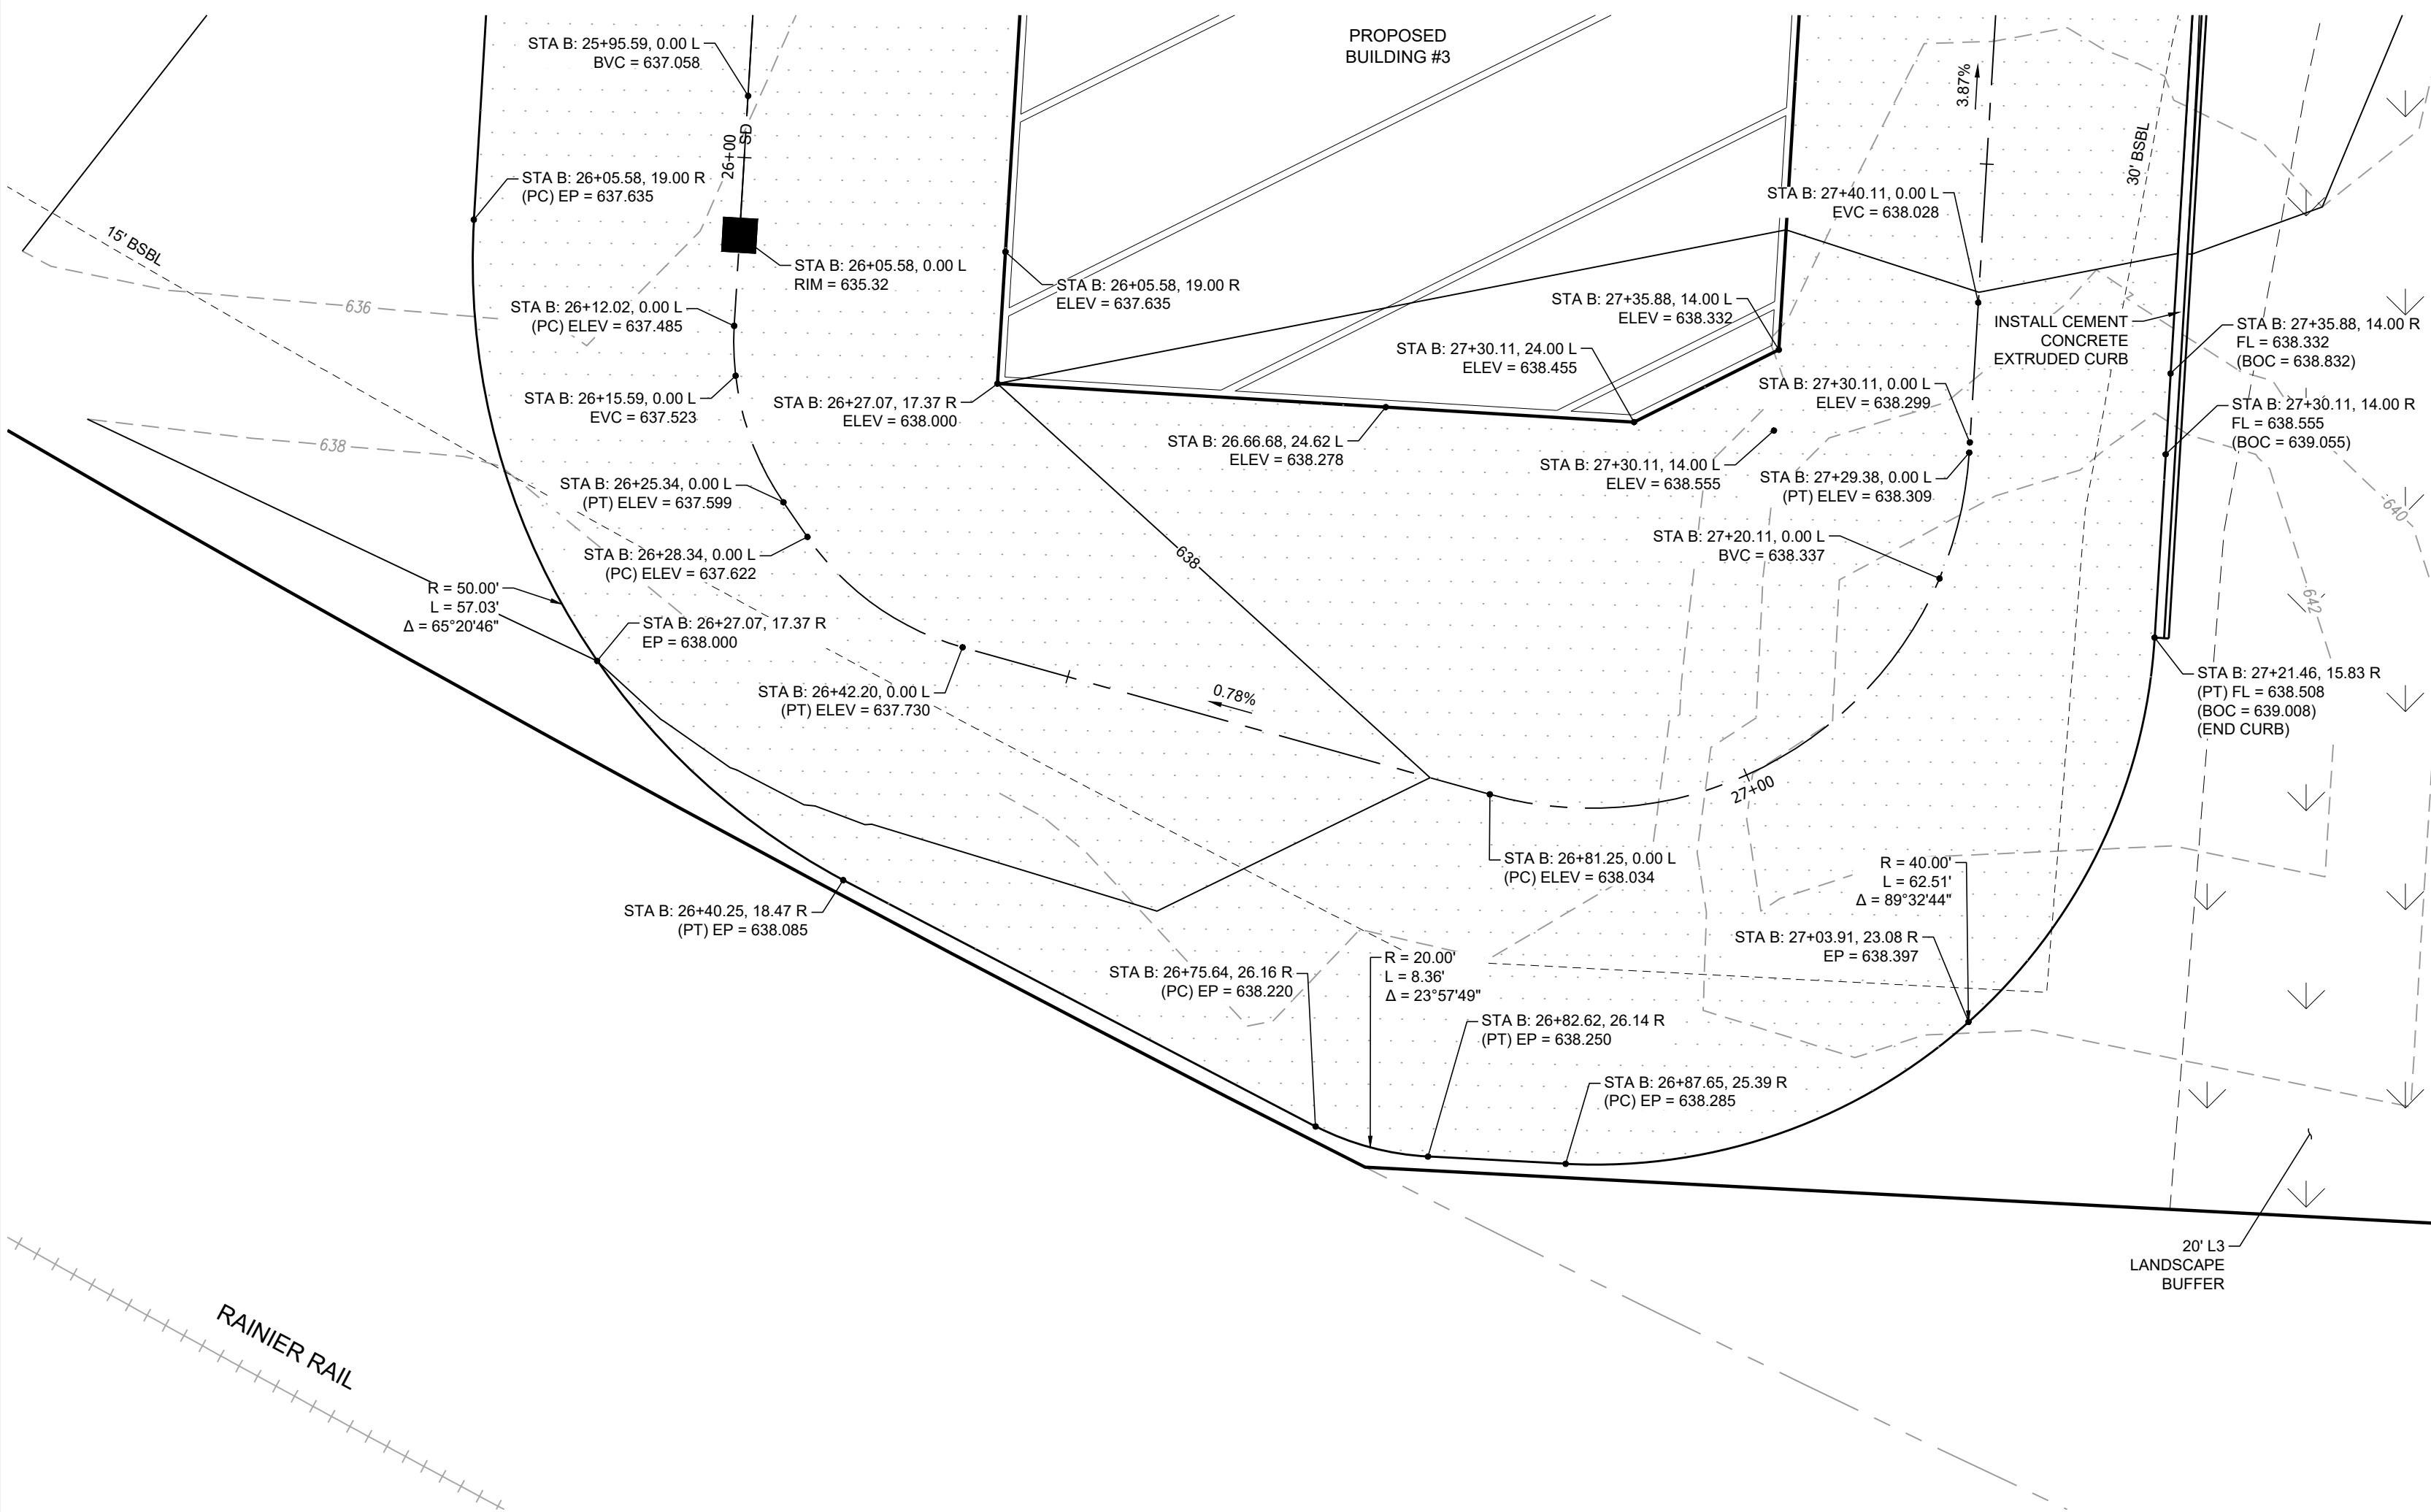 PROPOSED
BUILDING #3
STA B: 25+95.59, 0.00 L
BVC = 637.058
3.87%
SD
26+00
30' BSBL
STA B: 26+05.58, 19.00 R
(PC) EP = 637.635
STA B: 27+40.11, 0.00 L
EVC = 638.028
15' BSBL
STA B: 26+05.58, 0.00 L
RIM = 635.32
STA B: 26+05.58, 19.00 R
ELEV = 637.635
636
STA B: 26+12.02, 0.00 L
(PC) ELEV = 637.485
STA B: 27+35.88, 14.00 L
ELEV = 638.332
INSTALL CEMENT
CONCRETE
EXTRUDED CURB
STA B: 27+35.88, 14.00 R
FL = 638.332
(BOC = 638.832)
STA B: 27+30.11, 24.00 L
ELEV = 638.455
STA B: 27+30.11, 0.00 L
ELEV = 638.299
STA B: 26+15.59, 0.00 L
EVC = 637.523
STA B: 26+27.07, 17.37 R
ELEV = 638.000
STA B: 27+30.11, 14.00 R
FL = 638.555
(BOC = 639.055)
638
STA B: 26.66.68, 24.62 L
ELEV = 638.278
STA B: 27+30.11, 14.00 L
ELEV = 638.555
STA B: 27+29.38, 0.00 L
(PT) ELEV = 638.309
STA B: 26+25.34, 0.00 L
(PT) ELEV = 637.599
640
STA B: 27+20.11, 0.00 L
BVC = 638.337
STA B: 26+28.34, 0.00 L
(PC) ELEV = 637.622
638
R = 50.00'
L = 57.03'
Δ = 65°20'46"
642
STA B: 26+27.07, 17.37 R
EP = 638.000
STA B: 27+21.46, 15.83 R
(PT) FL = 638.508
(BOC = 639.008)
(END CURB)
STA B: 26+42.20, 0.00 L
(PT) ELEV = 637.730
0.78%
27+00
STA B: 26+81.25, 0.00 L
(PC) ELEV = 638.034
R = 40.00'
L = 62.51'
Δ = 89°32'44"
STA B: 26+40.25, 18.47 R
(PT) EP = 638.085
STA B: 27+03.91, 23.08 R
EP = 638.397
STA B: 26+75.64, 26.16 R
(PC) EP = 638.220
R = 20.00'
L = 8.36'
Δ = 23°57'49"
STA B: 26+82.62, 26.14 R
(PT) EP = 638.250
STA B: 26+87.65, 25.39 R
(PC) EP = 638.285
20' L3
LANDSCAPE
BUFFER
RAINIER RAIL